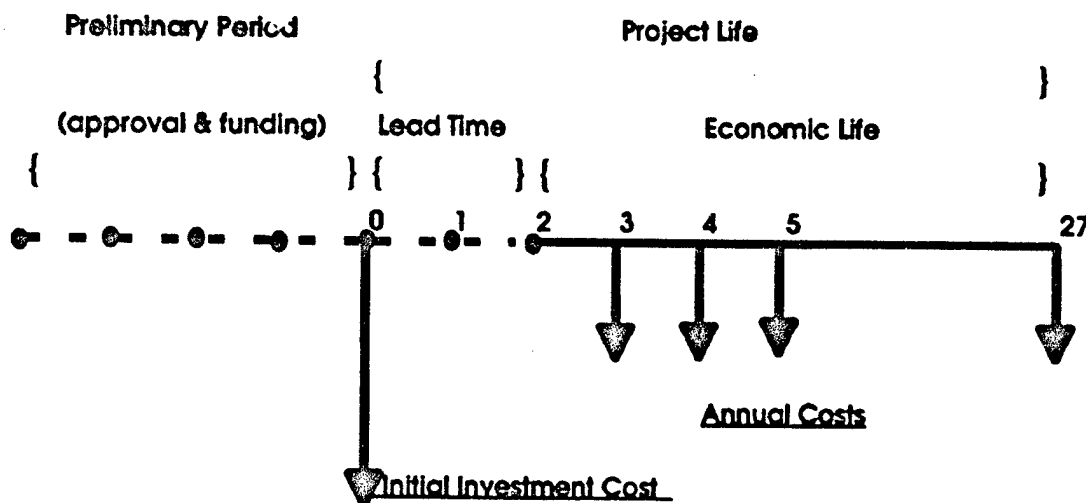 Preliminary Period Project Life
{ }
(approval & funding) Lead Time Economic Life
{ } { } { }
0 1 2 3 4 5 27
Annual Costs
Initial Investment Cost